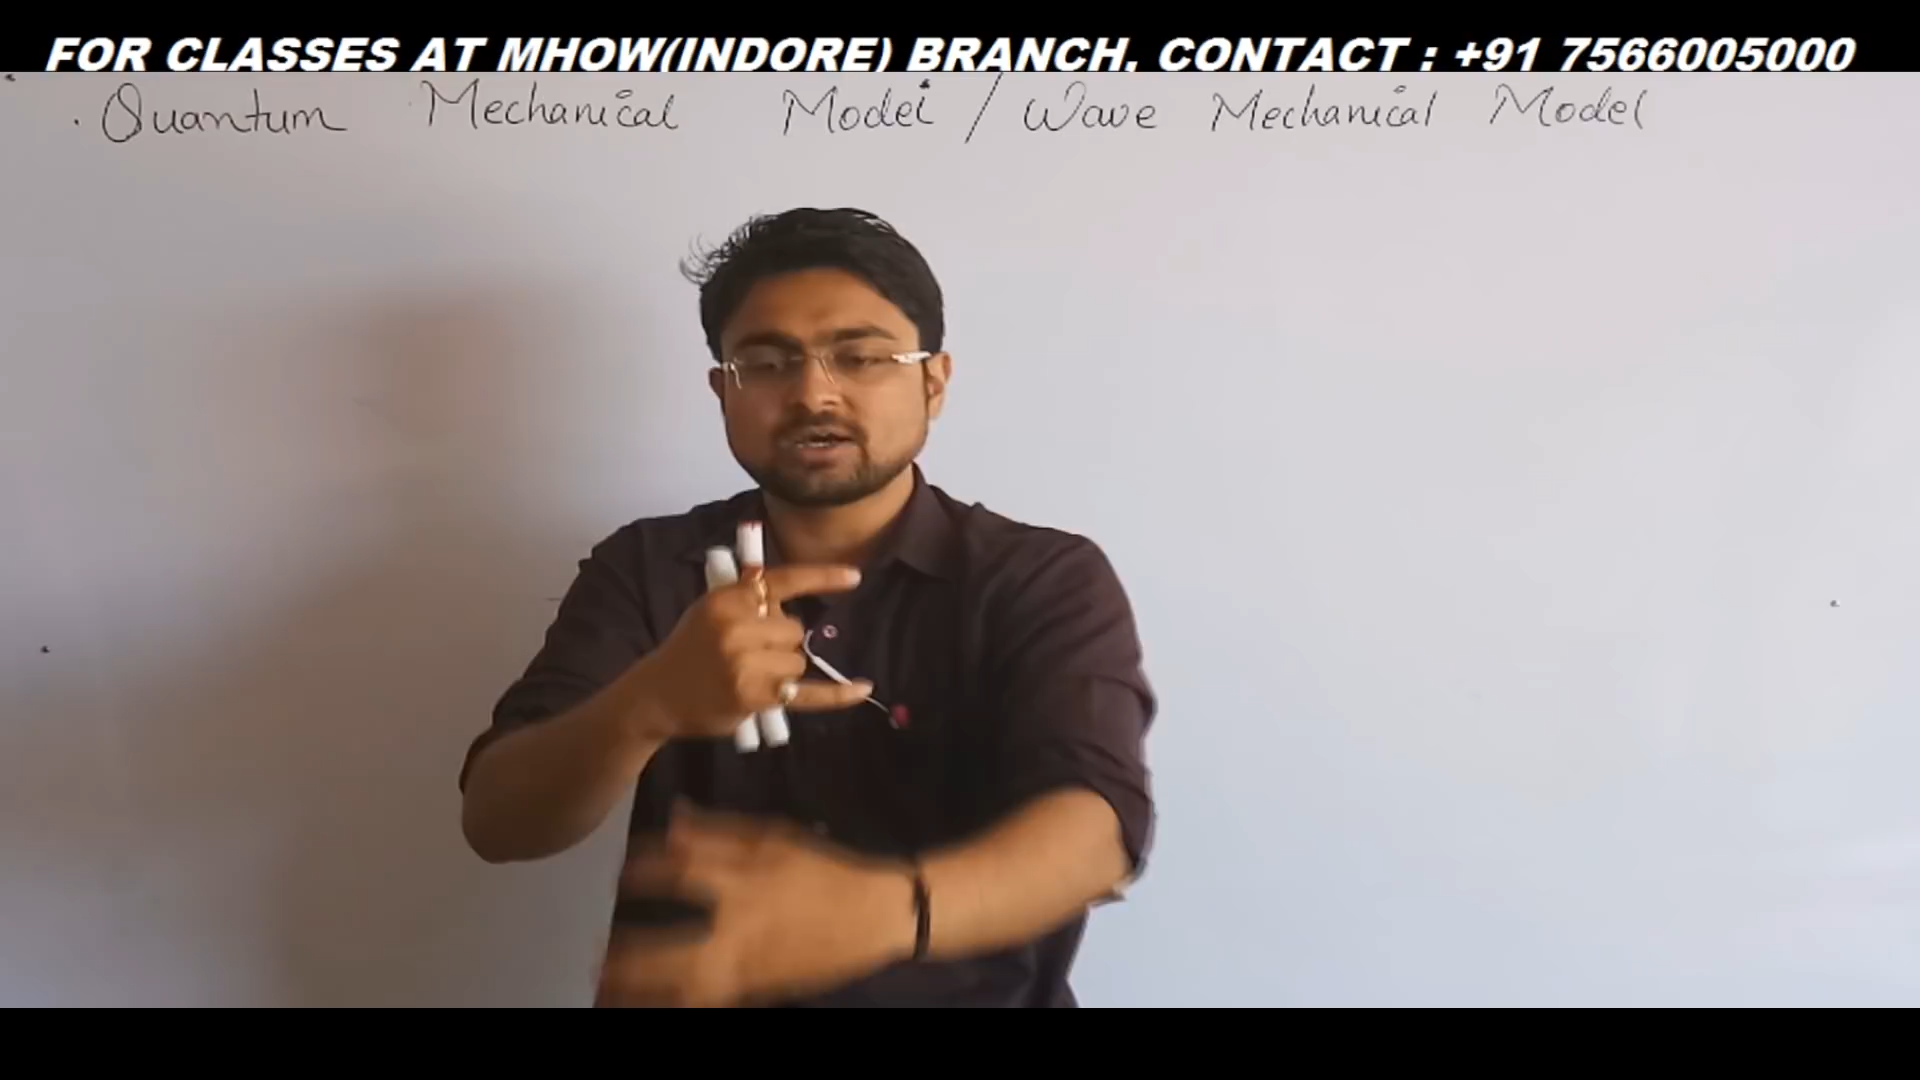 FOR CLASSES AT MHOW(INDORE) BRANCH, CONTACT : +91 7566005000
. Quantum Mechanical Model / Wave Mechanical Model